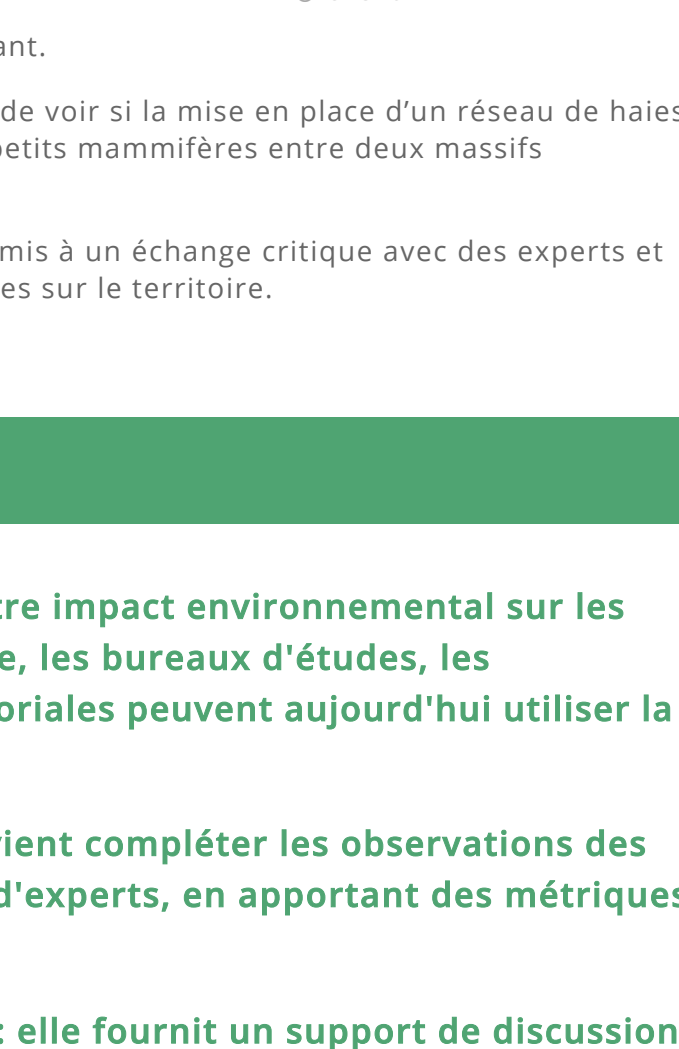 ant.
de voir si la mise en place d’un réseau de haies
petits mammifères entre deux massifs
mis à un échange critique avec des experts et
es sur le territoire.
tre impact environnemental sur les
e, les bureaux d'études, les
oriales peuvent aujourd'hui utiliser la
vient compléter les observations des
d'experts, en apportant des métriques
: elle fournit un support de discussion